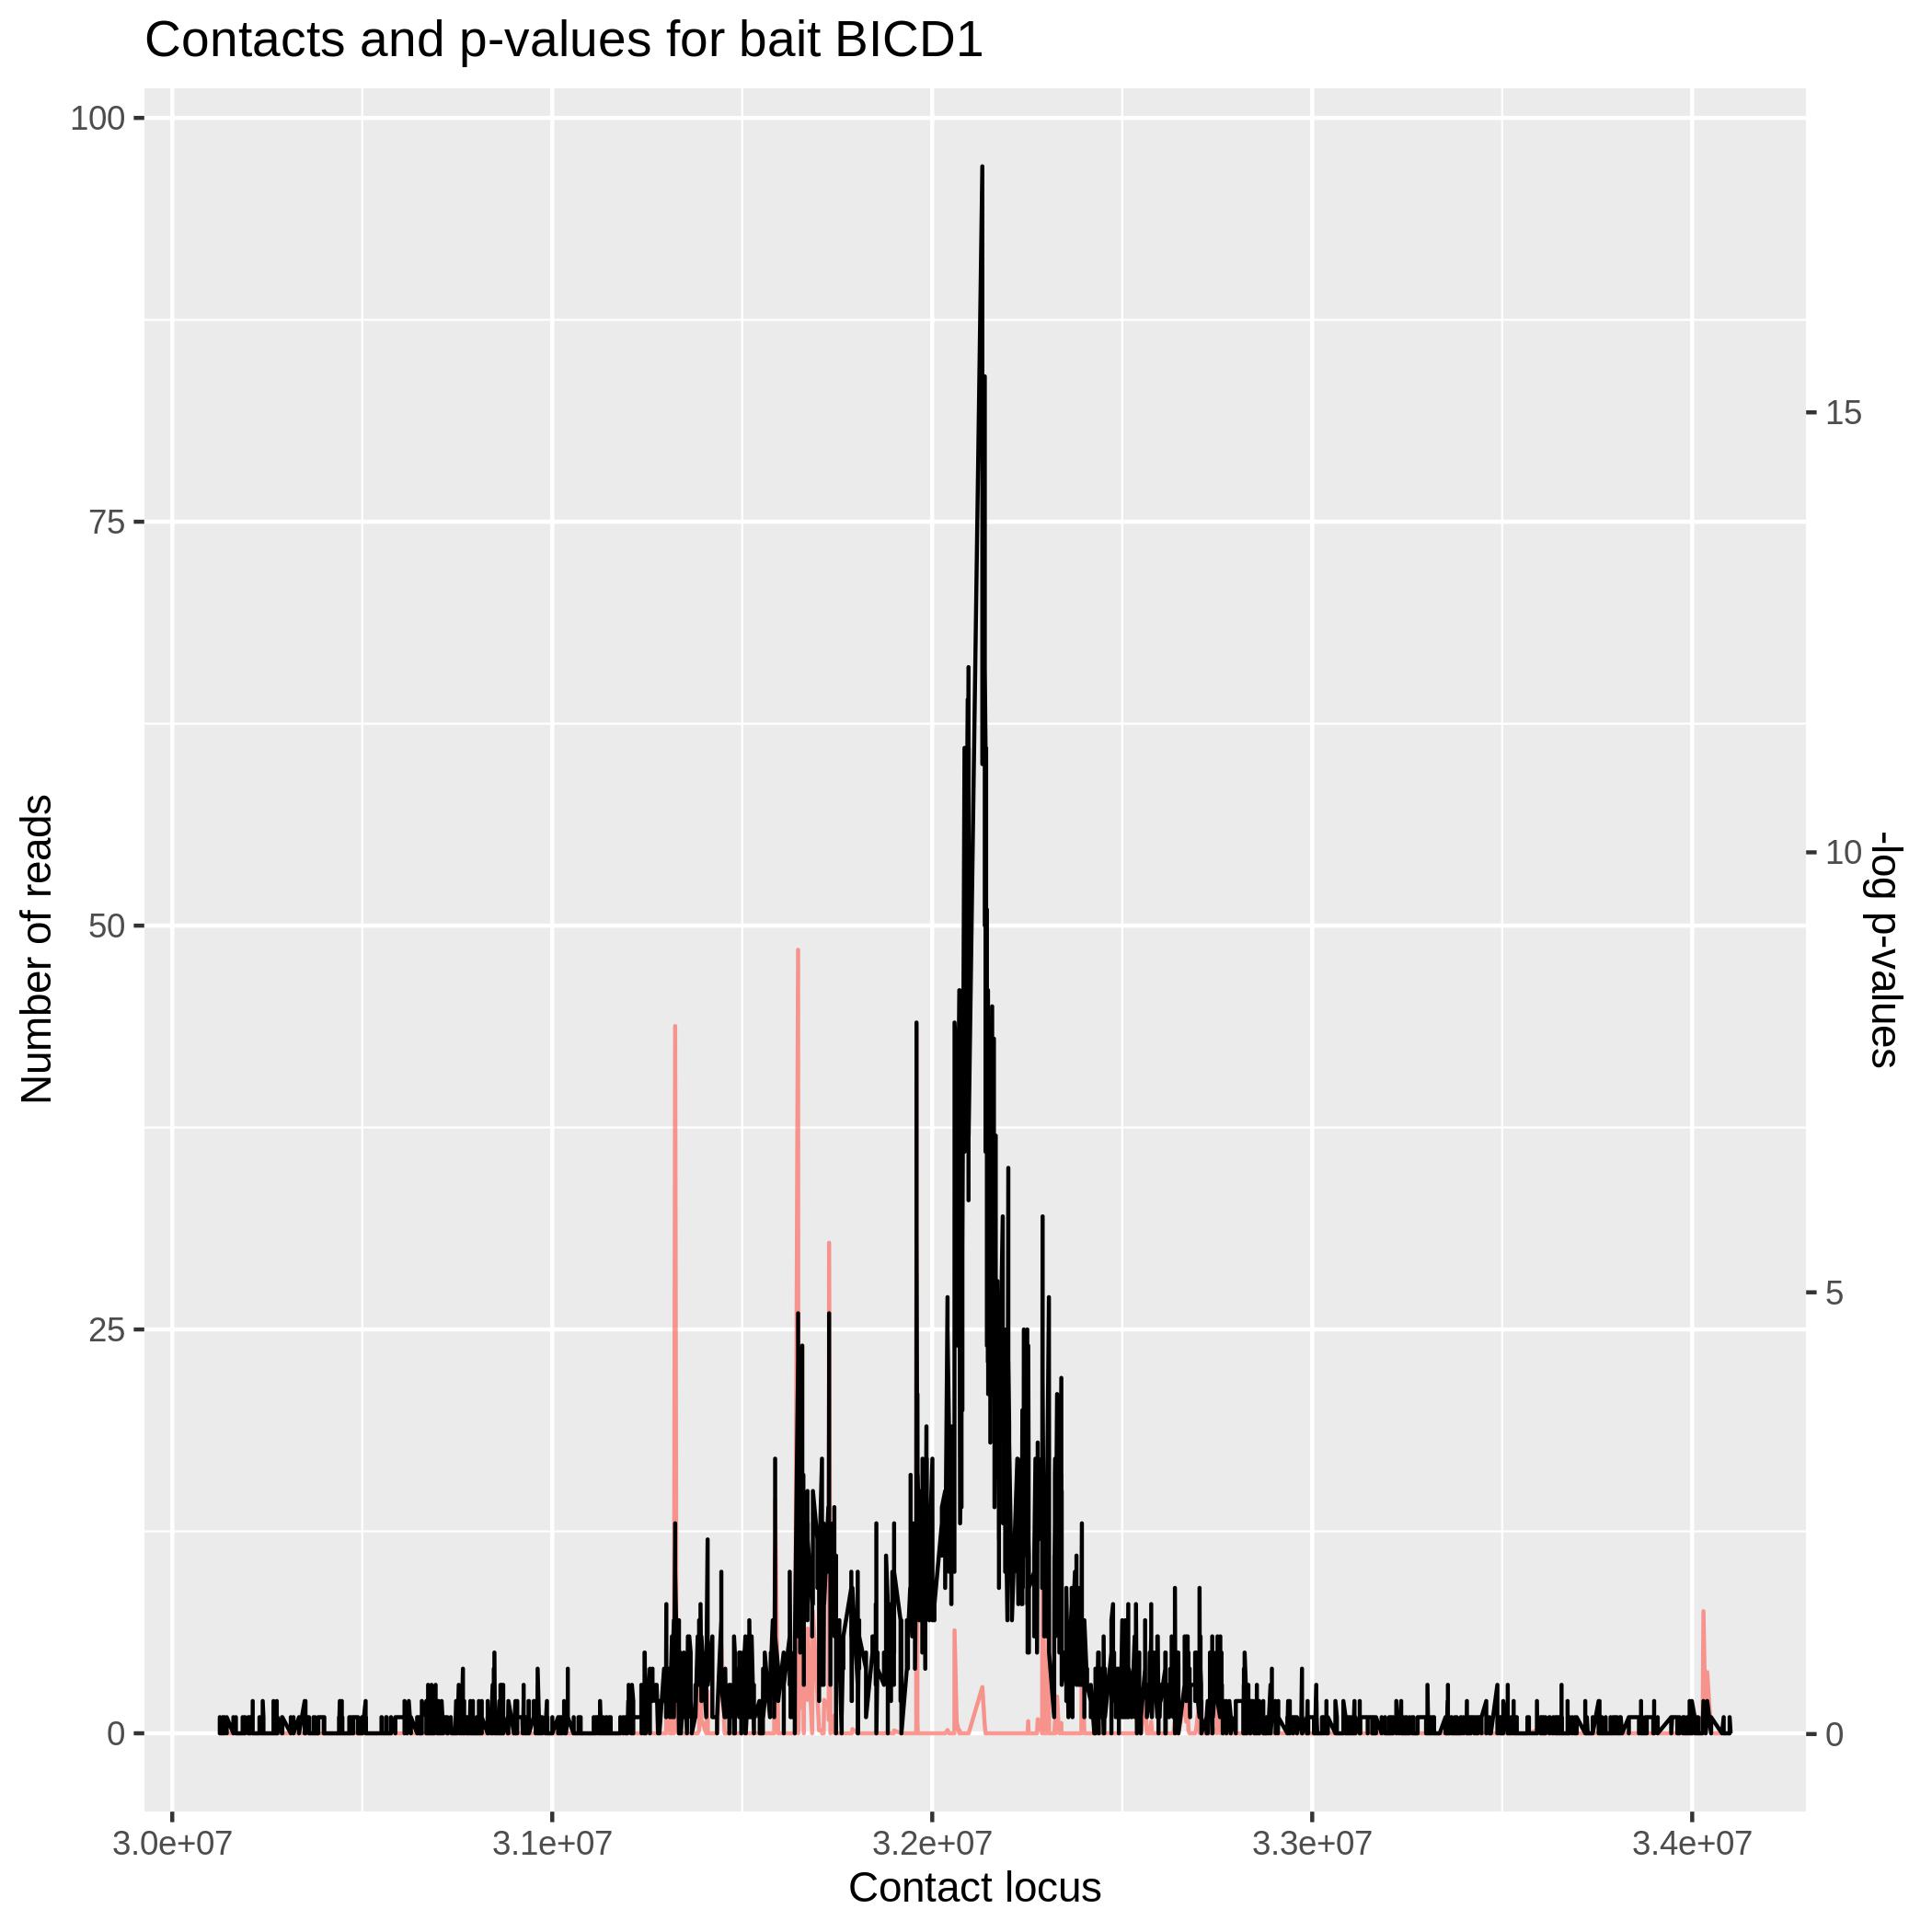 Contacts and p-values for bait BICD1
100
75
50
25
0
Number of reads
15
10
5
0
-log p-values
3.0e+07
3.1e+07
3.2e+07
3.3e+07
3.4e+07
Contact locus